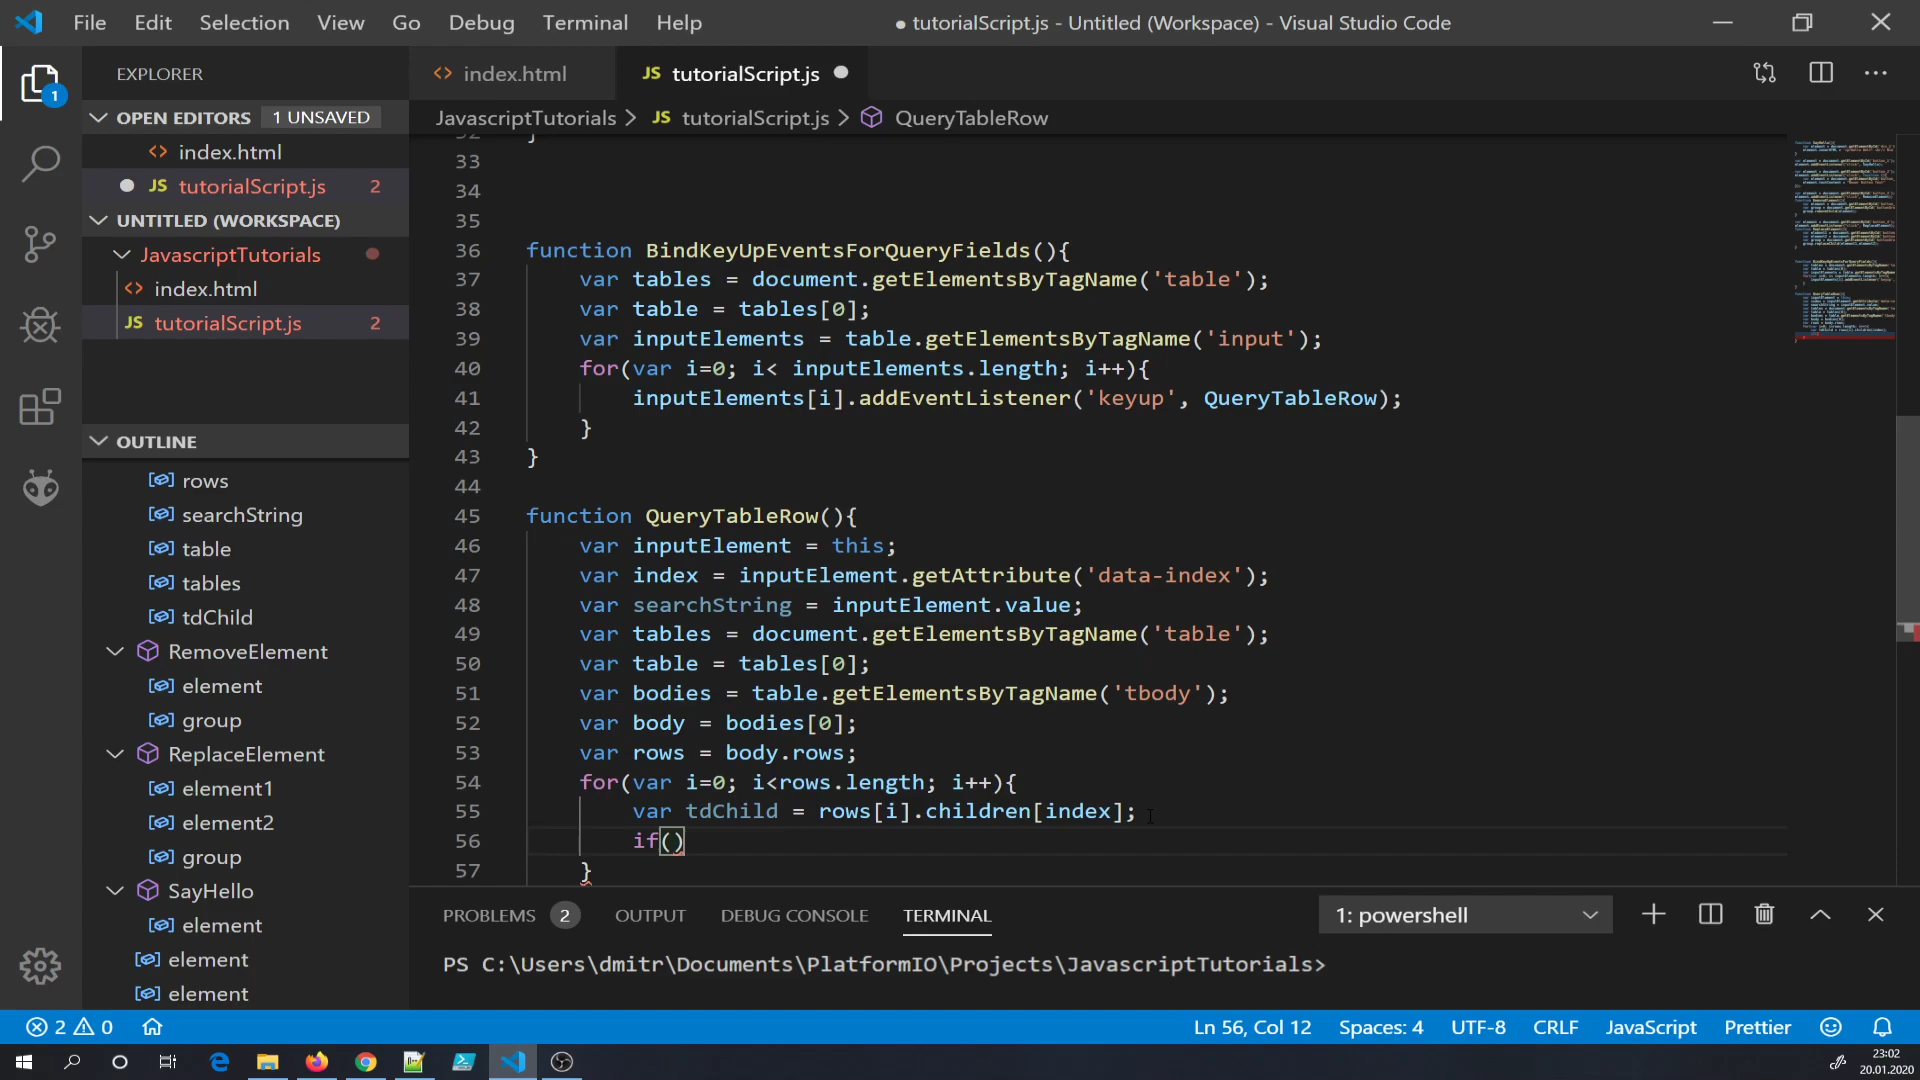 File Edit Selection View Go Debug Terminal Help
● tutorialScript.js - Untitled (Workspace) - Visual Studio Code
1
EXPLORER
OPEN EDITORS 1 UNSAVED
<> index.html
● JS tutorialScript.js 2
UNTITLED (WORKSPACE)
JavascriptTutorials
<> index.html
JS tutorialScript.js 2
OUTLINE
rows
searchString
table
tables
tdChild
RemoveElement
element
group
ReplaceElement
element1
element2
group
SayHello
element
element
element
<> index.html JS tutorialScript.js ●
JavascriptTutorials > JS tutorialScript.js > QueryTableRow
32 }
33
34
35
36 function BindKeyUpEventsForQueryFields(){
37 var tables = document.getElementsByTagName('table');
38 var table = tables[0];
39 var inputElements = table.getElementsByTagName('input');
40 for(var i=0; i< inputElements.length; i++){
41 inputElements[i].addEventListener('keyup', QueryTableRow);
42 }
43 }
44
45 function QueryTableRow(){
46 var inputElement = this;
47 var index = inputElement.getAttribute('data-index');
48 var searchString = inputElement.value;
49 var tables = document.getElementsByTagName('table');
50 var table = tables[0];
51 var bodies = table.getElementsByTagName('tbody');
52 var body = bodies[0];
53 var rows = body.rows;
54 for(var i=0; i<rows.length; i++){
55 var tdChild = rows[i].children[index];
56 if()
57 }
PROBLEMS 2 OUTPUT DEBUG CONSOLE TERMINAL 1: powershell
PS C:\Users\dmitr\Documents\PlatformIO\Projects\JavascriptTutorials>
2 0 Ln 56, Col 12 Spaces: 4 UTF-8 CRLF JavaScript Prettier
23:02
20.01.2020